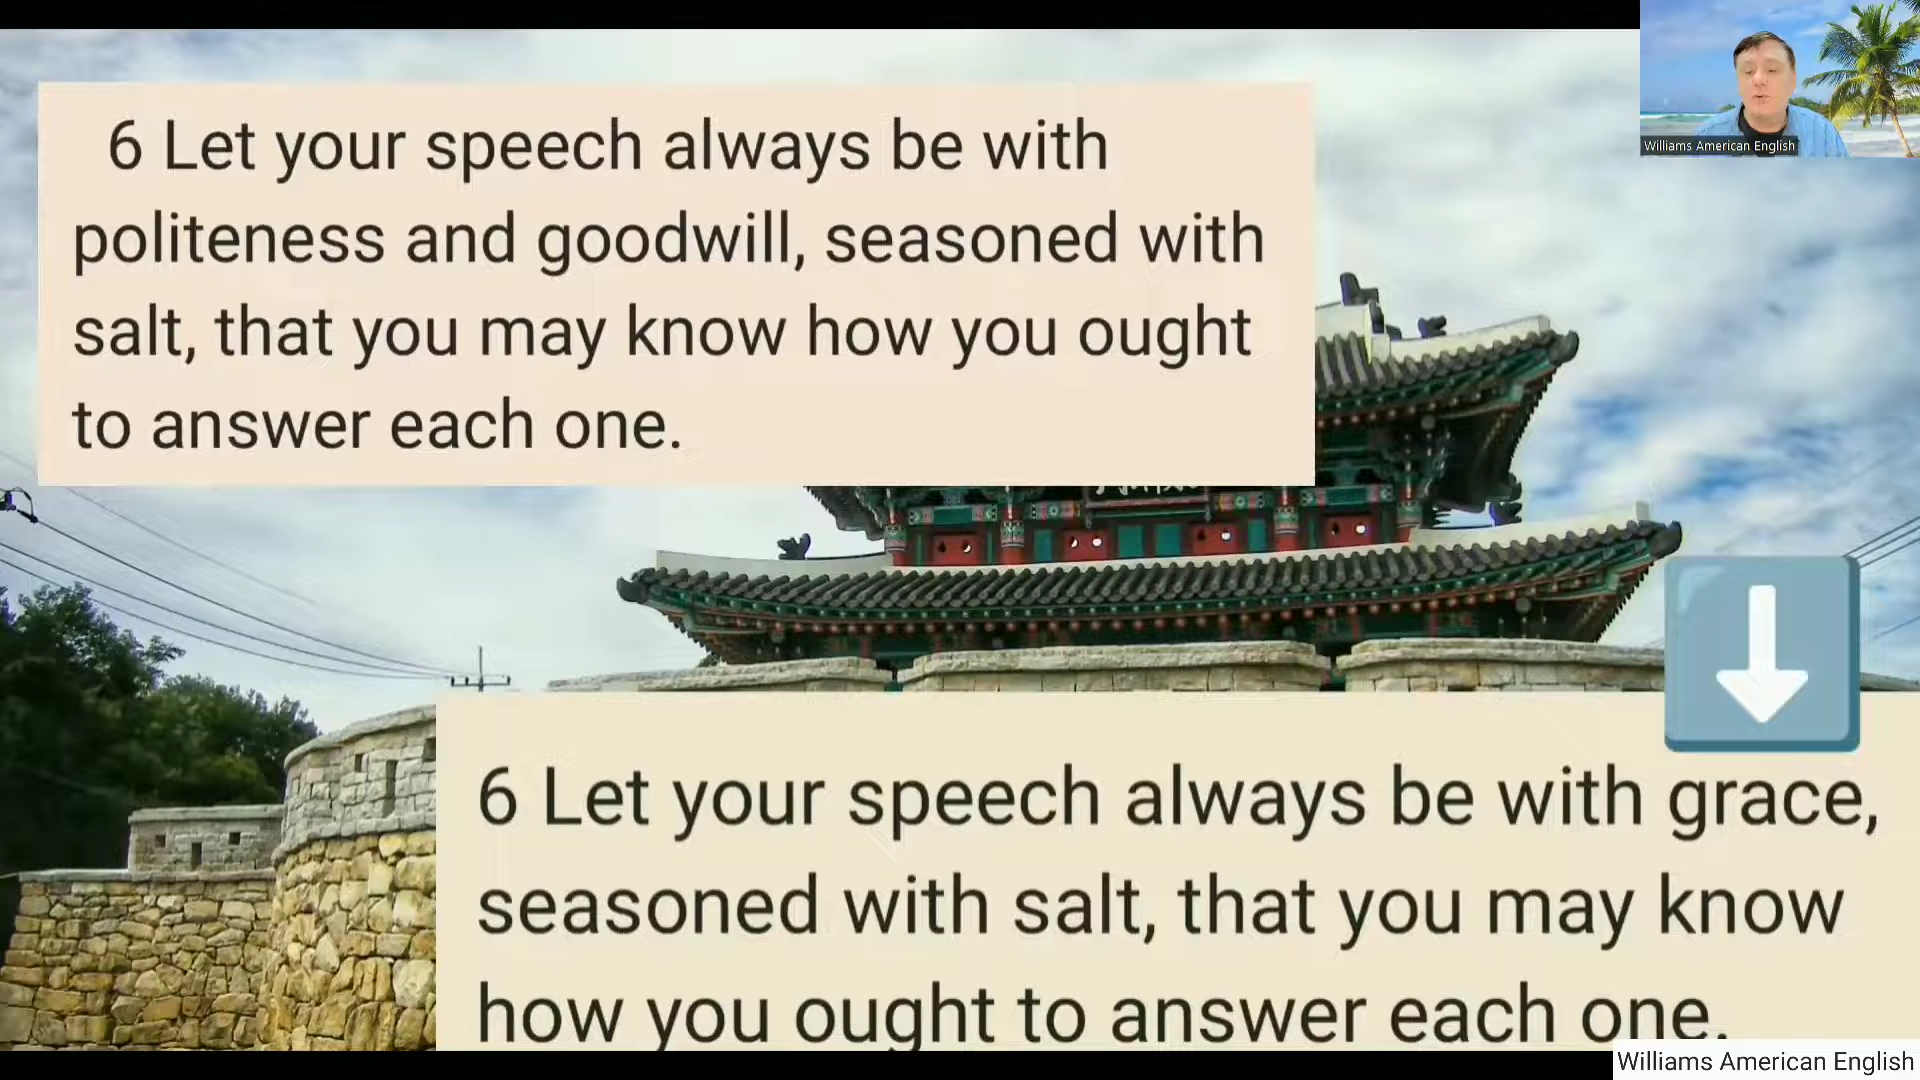 Williams American English
6 Let your speech always be with
politeness and goodwill, seasoned with
salt, that you may know how you ought
to answer each one.
6 Let your speech always be with grace,
seasoned with salt, that you may know
how you ought to answer each one.
Williams American English